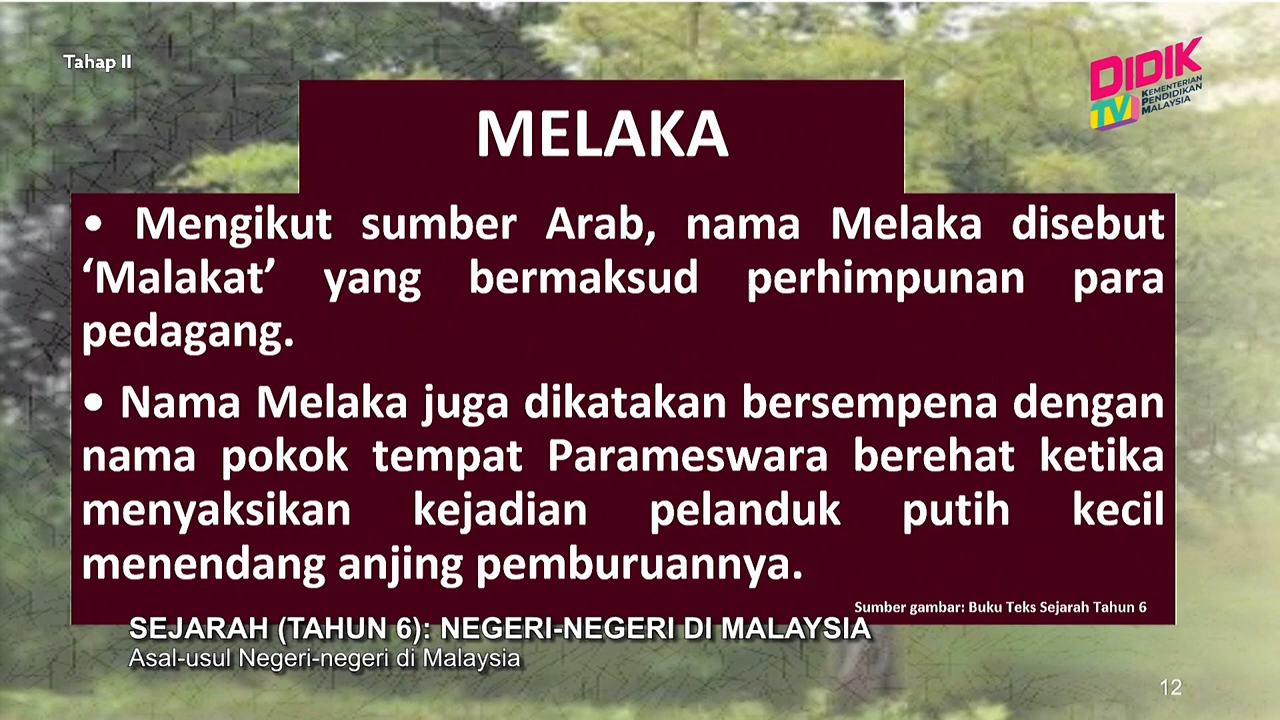 Tahap II
DIDIK
TV
KEMENTERIAN
PENDIDIKAN
MALAYSIA
MELAKA
• Mengikut sumber Arab, nama Melaka disebut
‘Malakat’ yang bermaksud perhimpunan para
pedagang.
• Nama Melaka juga dikatakan bersempena dengan
nama pokok tempat Parameswara berehat ketika
menyaksikan kejadian pelanduk putih kecil
menendang anjing pemburuannya.
Sumber gambar: Buku Teks Sejarah Tahun 6
SEJARAH (TAHUN 6): NEGERI-NEGERI DI MALAYSIA
Asal-usul Negeri-negeri di Malaysia
12